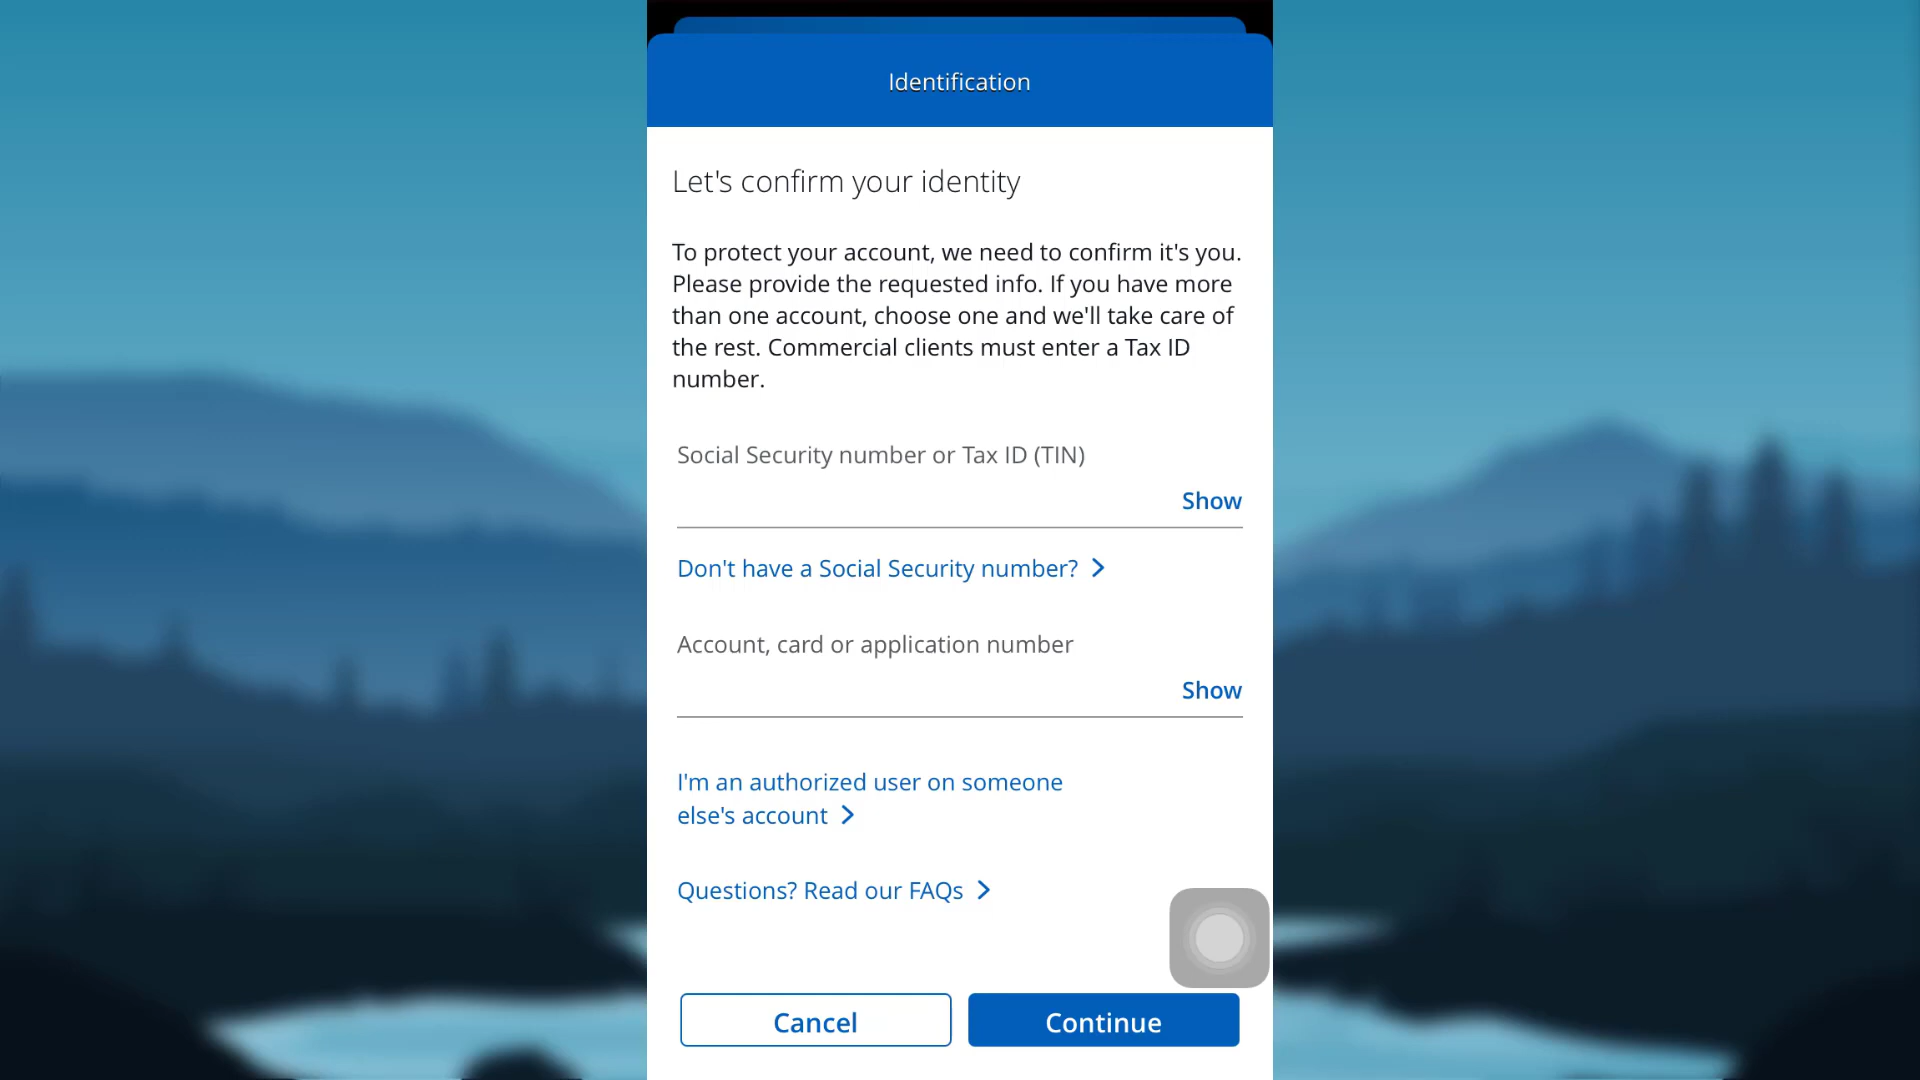 Identification
Let's confirm your identity
To protect your account, we need to confirm it's you.
Please provide the requested info. If you have more
than one account, choose one and we'll take care of
the rest. Commercial clients must enter a Tax ID
number.
Social Security number or Tax ID (TIN)
Show
Don't have a Social Security number?
Account, card or application number
Show
I'm an authorized user on someone
else's account
Questions? Read our FAQs
Cancel
Continue